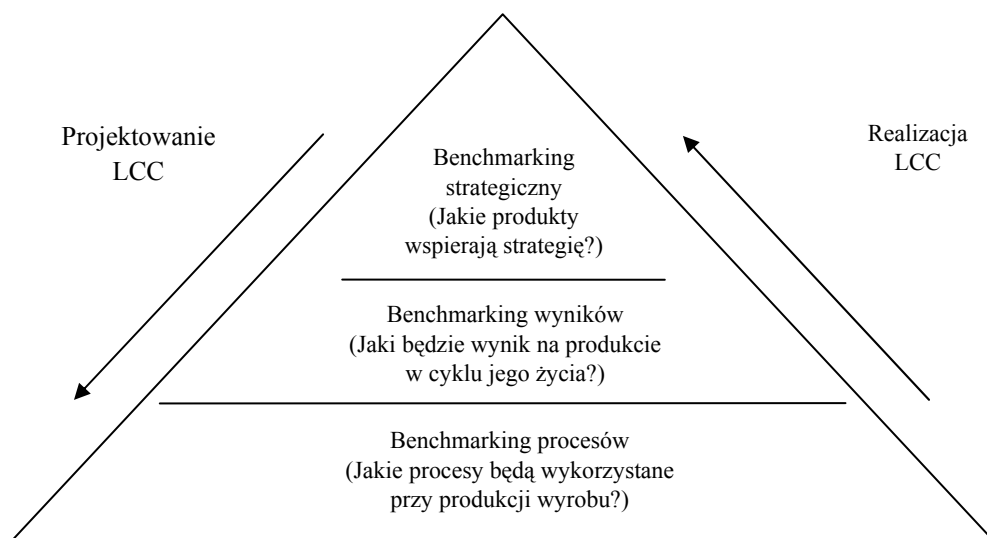 Projektowanie
LCC
Realizacja
LCC
Benchmarking
strategiczny
(Jakie produkty
wspierają strategię?)
Benchmarking wyników
(Jaki będzie wynik na produkcie
w cyklu jego życia?)
Benchmarking procesów
(Jakie procesy będą wykorzystane
przy produkcji wyrobu?)